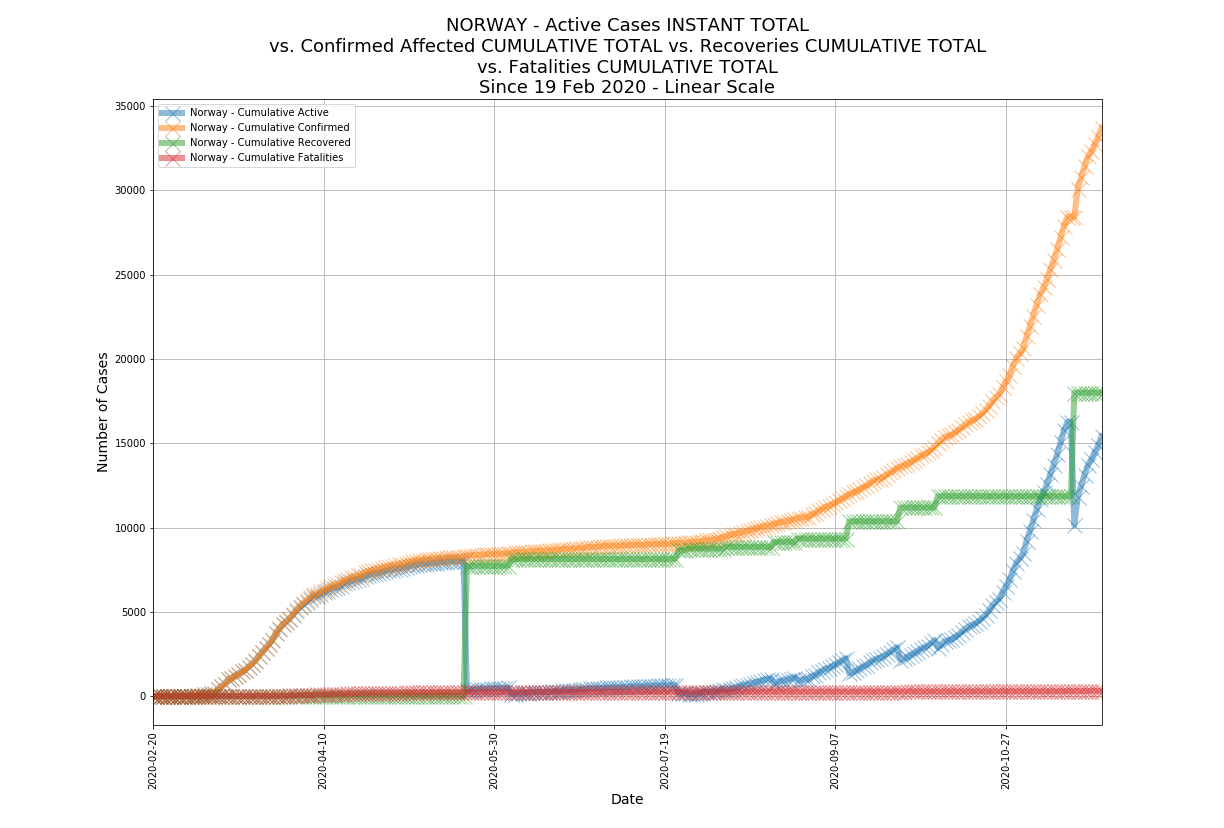 NORWAY - Active Cases INSTANT TOTAL
vs. Confirmed Affected CUMULATIVE TOTAL vs. Recoveries CUMULATIVE TOTAL
vs. Fatalities CUMULATIVE TOTAL
Since 19 Feb 2020 - Linear Scale
Norway - Cumulative Active
Norway - Cumulative Confirmed
Norway - Cumulative Recovered
Norway - Cumulative Fatalities
35000
30000
25000
20000
15000
10000
5000
0
Number of Cases
2020-02-20
2020-04-10
2020-05-30
2020-07-19
2020-09-07
2020-10-27
Date